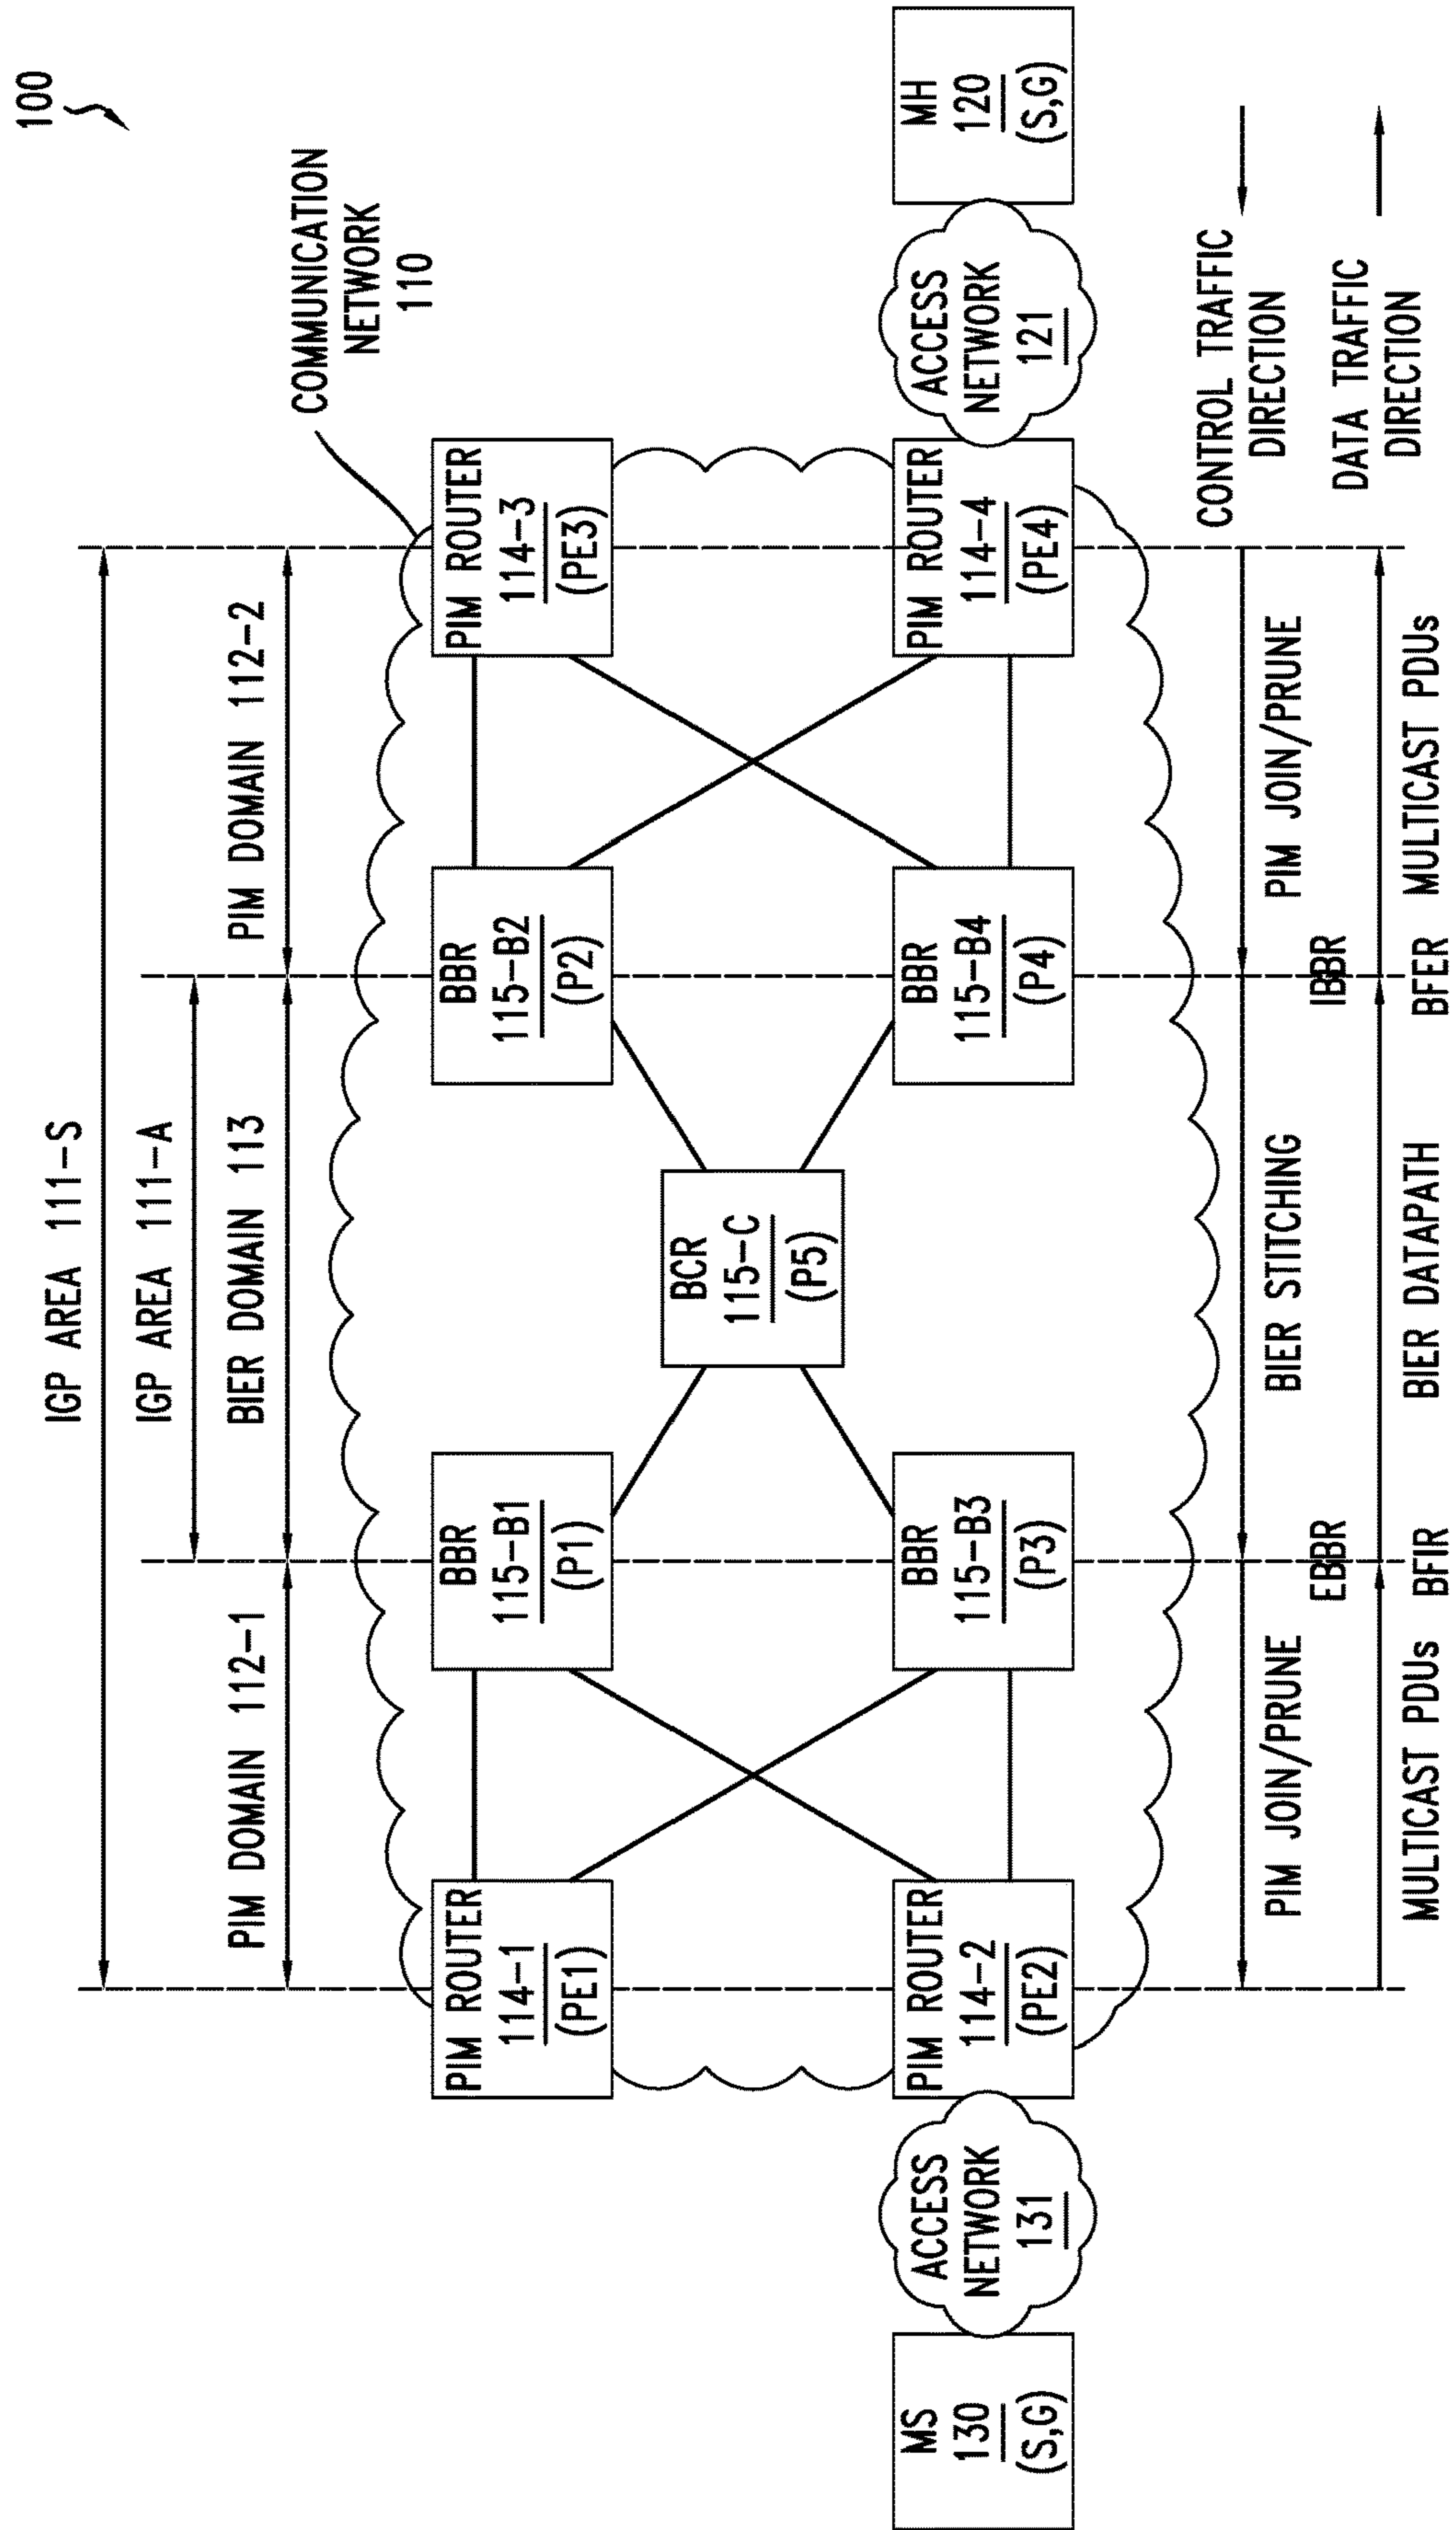 100
COMMUNICATION
NETWORK
110
IGP AREA 111-S
IGP AREA 111-A
PIM DOMAIN 112-1
BIER DOMAIN 113
PIM DOMAIN 112-2
PIM ROUTER
114-1
(PE1)
BBR
115-B1
(P1)
BBR
115-B2
(P2)
PIM ROUTER
114-3
(PE3)
BCR
115-C
(P5)
MS
130
(S,G)
ACCESS
NETWORK
131
PIM ROUTER
114-2
(PE2)
BBR
115-B3
(P3)
BBR
115-B4
(P4)
PIM ROUTER
114-4
(PE4)
ACCESS
NETWORK
121
MH
120
(S,G)
CONTROL TRAFFIC
DIRECTION
PIM JOIN/PRUNE
BIER STITCHING
PIM JOIN/PRUNE
EBBR
IBBR
DATA TRAFFIC
DIRECTION
MULTICAST PDUs
BFIR
BIER DATAPATH
BFER
MULTICAST PDUs